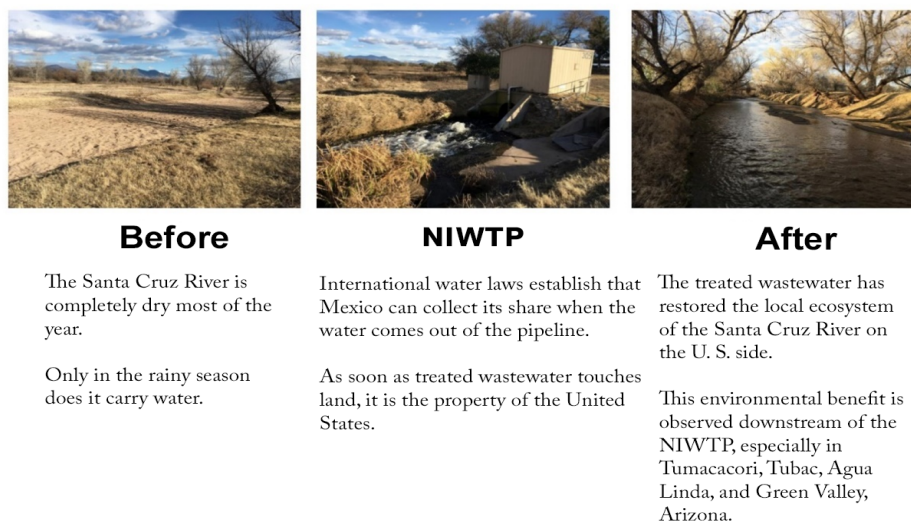 Before
The Santa Cruz River is
completely dry most of the
year.
Only in the rainy season
does it carry water.
NIWTP
International water laws establish that
Mexico can collect its share when the
water comes out of the pipeline.
As soon as treated wastewater touches
land, it is the property of the United
States.
After
The treated wastewater has
restored the local ecosystem
of the Santa Cruz River on
the U. S. side.
This environmental benefit is
observed downstream of the
NIWTP, especially in
Tumacacori, Tubac, Agua
Linda, and Green Valley,
Arizona.